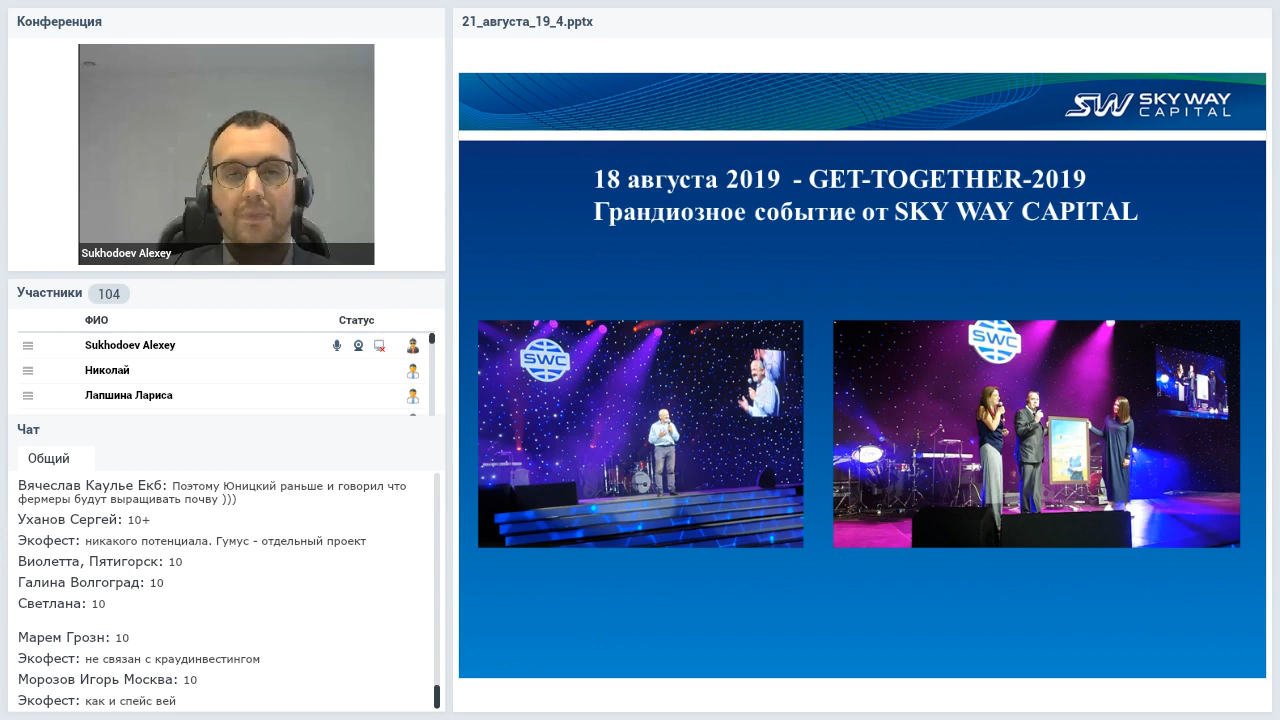 Конференция
Sukhodoev Alexey
Участники 104
ФИО Статус
Sukhodoev Alexey
Николай
Лапшина Лариса
Чат
Общий
Вячеслав Каулье Екб: Поэтому Юницкий раньше и говорил что
фермеры будут выращивать почву )))
Уханов Сергей: 10+
Экофест: никакого потенциала. Гумус - отдельный проект
Виолетта, Пятигорск: 10
Галина Волгоград: 10
Светлана: 10
Марем Грозн: 10
Экофест: не связан с краудинвестингом
Морозов Игорь Москва: 10
Экофест: как и спейс вей
21_августа_19_4.pptx
SW SKY WAY
CAPITAL
18 августа 2019 - GET-TOGETHER-2019
Грандиозное событие от SKY WAY CAPITAL
SWC
SWC